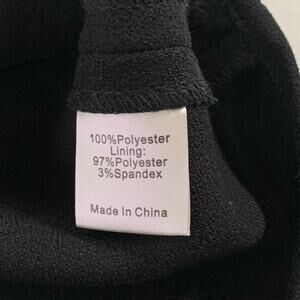 100%Polyester
Lining:
97%Polyester
3%Spandex
Made In China